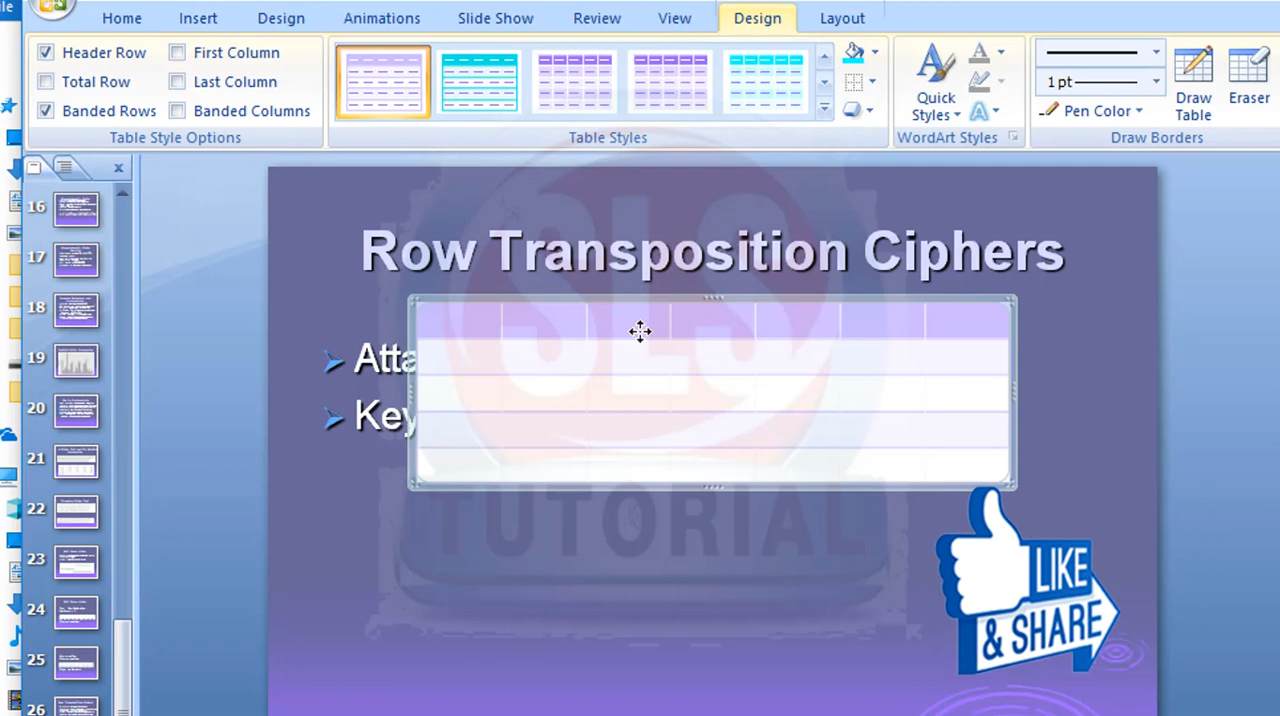 Home Insert Design Animations Slide Show Review View Design Layout
Header Row First Column
Total Row Last Column
Banded Rows Banded Columns
Table Style Options
Table Styles
Quick
Styles
WordArt Styles
1 pt
Pen Color
Draw
Table
Eraser
Draw Borders
16
17
18
19
20
21
22
23
24
25
26
Row Transposition Ciphers
Atta
Key
SLS
TUTORIAL
LIKE
& SHARE